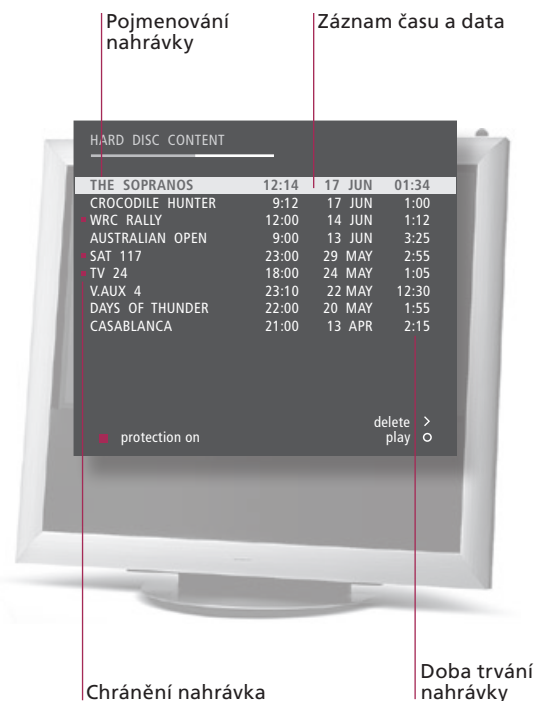 Pojmenování
nahrávky
Záznam času a data
HARD DISC CONTENT
THE SOPRANOS 12:14 17 JUN 01:34
CROCODILE HUNTER 9:12 17 JUN 1:00
WRC RALLY 12:00 14 JUN 1:12
AUSTRALIAN OPEN 9:00 13 JUN 3:25
SAT 117 23:00 29 MAY 2:55
TV 24 18:00 24 MAY 1:05
V.AUX 4 23:10 22 MAY 12:30
DAYS OF THUNDER 22:00 20 MAY 1:55
CASABLANCA 21:00 13 APR 2:15
delete >
protection on play
Chránění nahrávka
Doba trvání
nahrávky